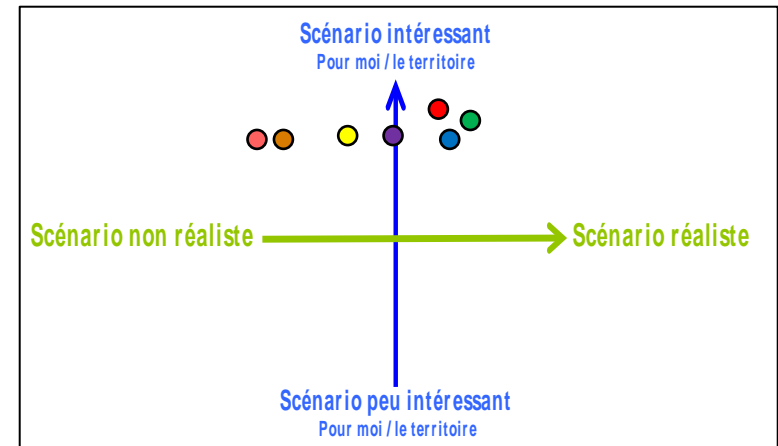 Scénario intéressant
Pour moi / le territoire
Scénario non réaliste
Scénario réaliste
Scénario peu intéressant
Pour moi / le territoire